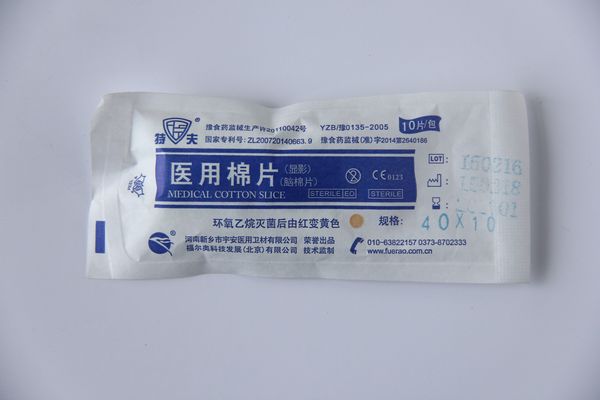 特夫
豫食药监械生产许20110042号 YZB/豫0135-2005 10片/包
国家专利号:ZL200720140663.9 豫食药监械(准)字2014第2640186
医用棉片 (显影)
(脑棉片)
MEDICAL COTTON SLICE
STERILE EO
CE 0123
STERILE
LOT: 160216
环氧乙烷灭菌后由红变黄色 规格: 40X10
河南新乡市宇安医用卫材有限公司 荣誉出品
福尔奥科技发展(北京)有限公司 技术监制
010-63822157 0373-8702333
www.fuerao.com.cn